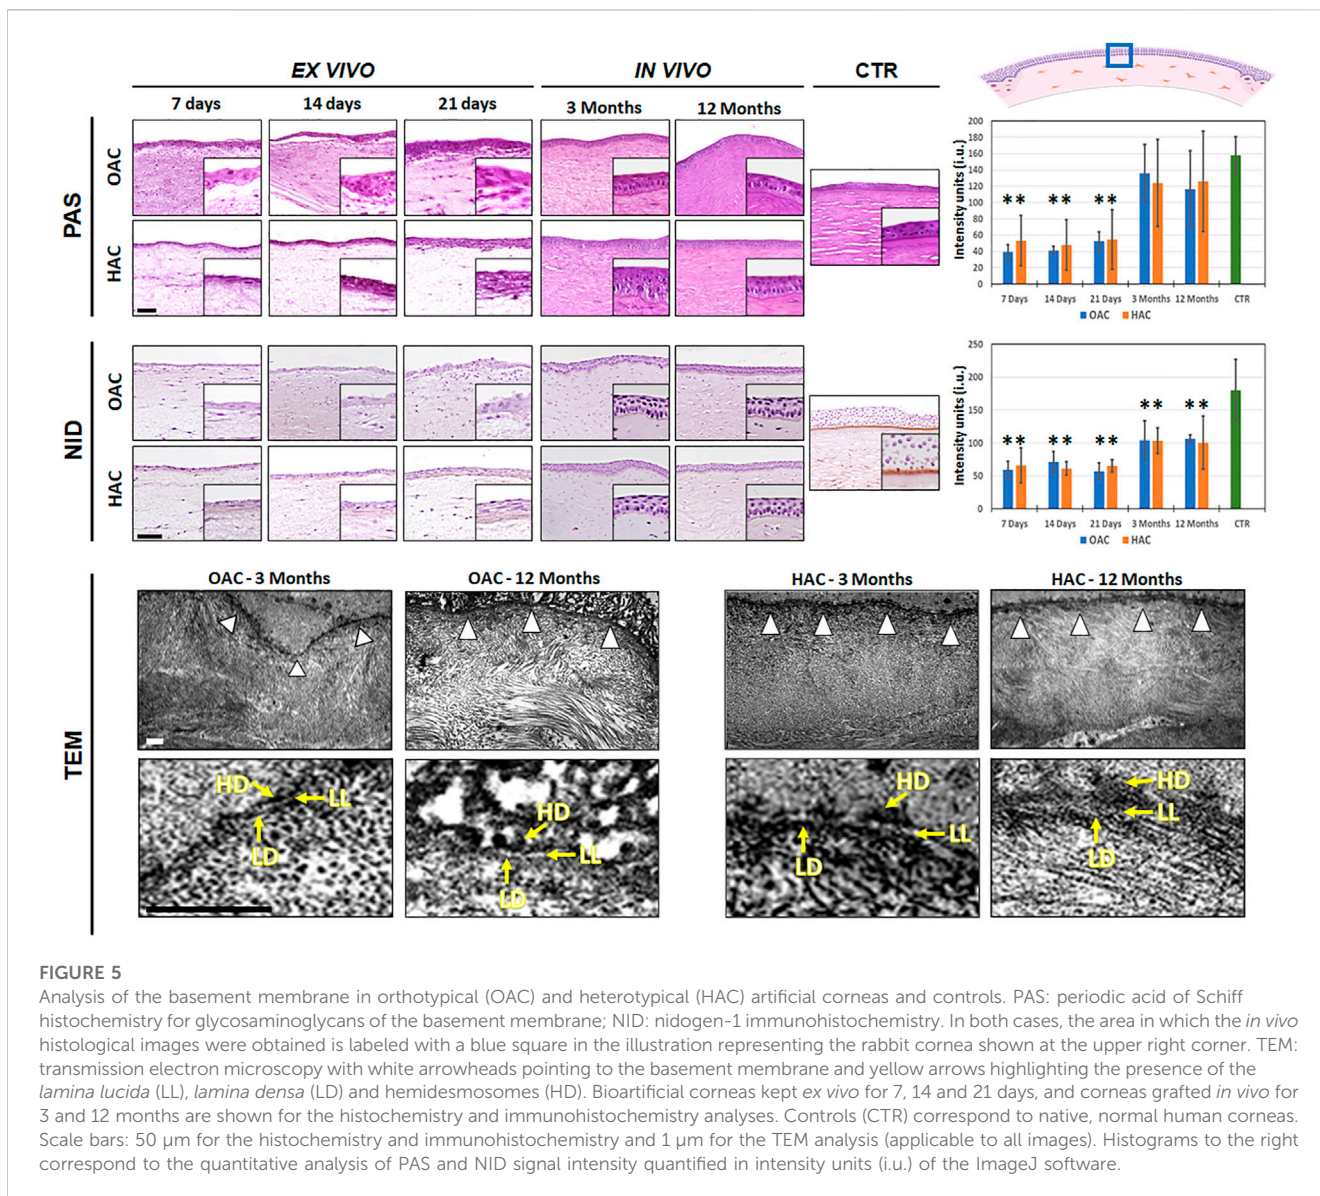 EX VIVO
IN VIVO
CTR
7 days
14 days
21 days
3 Months
12 Months
PAS
OAC
HAC
200
180
160
140
120
100
80
60
40
20
0
Intensity units (i.u.)
** ** **
7 Days 14 Days 21 Days 3 Months 12 Months CTR
OAC HAC
NID
OAC
HAC
250
200
150
100
50
0
Intensity units (i.u.)
** ** ** ** **
7 Days 14 Days 21 Days 3 Months 12 Months CTR
OAC HAC
TEM
OAC - 3 Months
OAC - 12 Months
HAC - 3 Months
HAC - 12 Months
HD
LL
LD
HD
LL
LD
HD
LL
LD
HD
LL
LD
FIGURE 5
Analysis of the basement membrane in orthotypical (OAC) and heterotypical (HAC) artificial corneas and controls. PAS: periodic acid of Schiff
histochemistry for glycosaminoglycans of the basement membrane; NID: nidogen-1 immunohistochemistry. In both cases, the area in which the in vivo
histological images were obtained is labeled with a blue square in the illustration representing the rabbit cornea shown at the upper right corner. TEM:
transmission electron microscopy with white arrowheads pointing to the basement membrane and yellow arrows highlighting the presence of the
lamina lucida (LL), lamina densa (LD) and hemidesmosomes (HD). Bioartificial corneas kept ex vivo for 7, 14 and 21 days, and corneas grafted in vivo for
3 and 12 months are shown for the histochemistry and immunohistochemistry analyses. Controls (CTR) correspond to native, normal human corneas.
Scale bars: 50 µm for the histochemistry and immunohistochemistry and 1 µm for the TEM analysis (applicable to all images). Histograms to the right
correspond to the quantitative analysis of PAS and NID signal intensity quantified in intensity units (i.u.) of the ImageJ software.